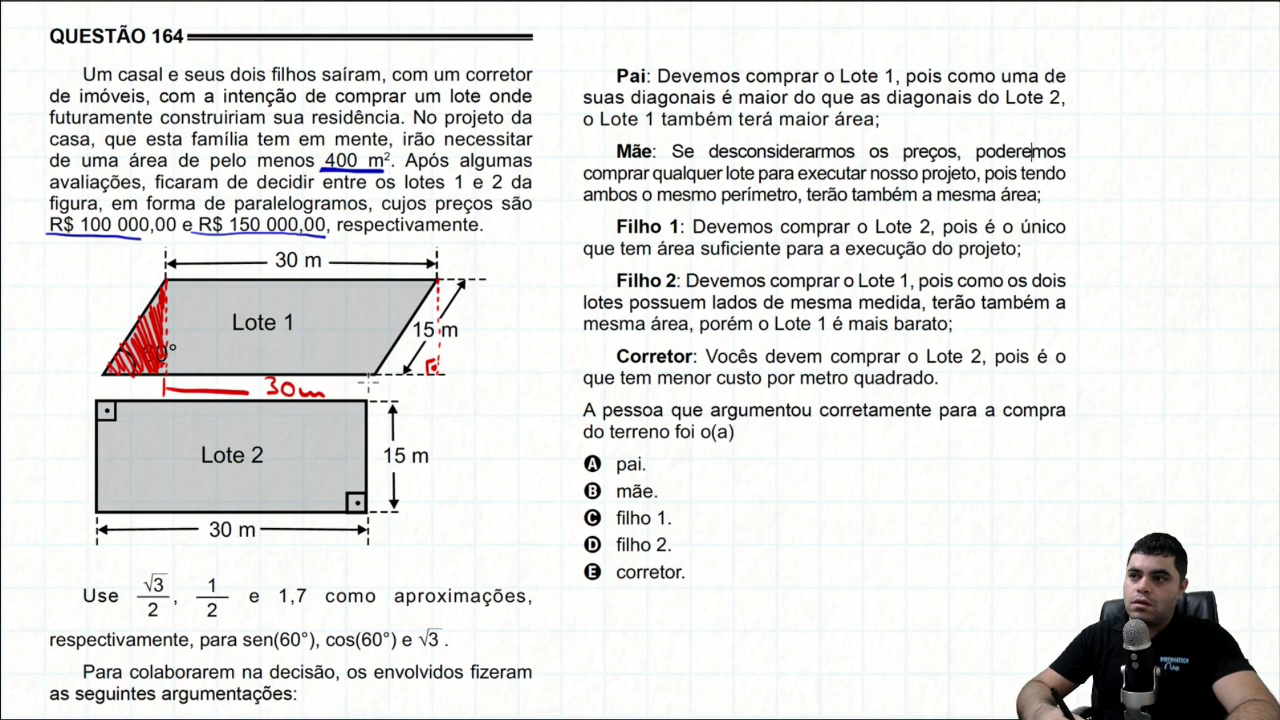 QUESTÃO 164
Um casal e seus dois filhos saíram, com um corretor
de imóveis, com a intenção de comprar um lote onde
futuramente construiriam sua residência. No projeto da
casa, que esta família tem em mente, irão necessitar
de uma área de pelo menos 400 m². Após algumas
avaliações, ficaram de decidir entre os lotes 1 e 2 da
figura, em forma de paralelogramos, cujos preços são
R$ 100 000,00 e R$ 150 000,00, respectivamente.
30 m
Lote 1
15 m
30m
Lote 2
15 m
30 m
Use √3/2, 1/2 e 1,7 como aproximações,
respectivamente, para sen(60°), cos(60°) e √3.
Para colaborarem na decisão, os envolvidos fizeram
as seguintes argumentações:
Pai: Devemos comprar o Lote 1, pois como uma de
suas diagonais é maior do que as diagonais do Lote 2,
o Lote 1 também terá maior área;
Mãe: Se desconsiderarmos os preços, poderemos
comprar qualquer lote para executar nosso projeto, pois tendo
ambos o mesmo perímetro, terão também a mesma área;
Filho 1: Devemos comprar o Lote 2, pois é o único
que tem área suficiente para a execução do projeto;
Filho 2: Devemos comprar o Lote 1, pois como os dois
lotes possuem lados de mesma medida, terão também a
mesma área, porém o Lote 1 é mais barato;
Corretor: Vocês devem comprar o Lote 2, pois é o
que tem menor custo por metro quadrado.
A pessoa que argumentou corretamente para a compra
do terreno foi o(a)
A pai.
B mãe.
C filho 1.
D filho 2.
E corretor.
MATEMÁTICA